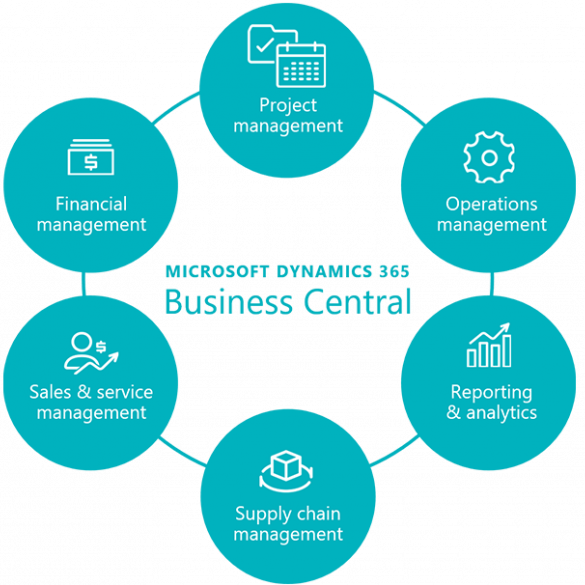 Project
management
Financial
management
Operations
management
MICROSOFT DYNAMICS 365
Business Central
Sales & service
management
Reporting
& analytics
Supply chain
management